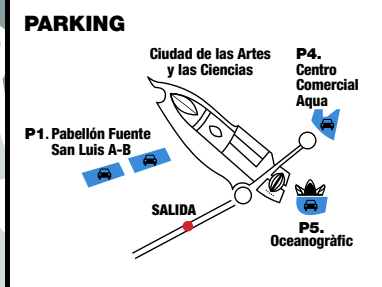 PARKING
Ciudad de las Artes
y las Ciencias
P4.
Centro
Comercial
Aqua
P1. Pabellón Fuente
San Luis A-B
SALIDA
P5.
Oceanogràfic